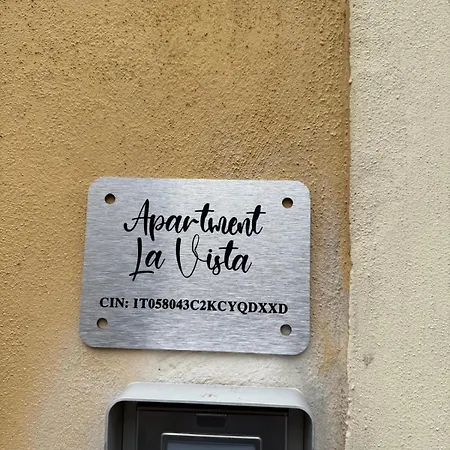 Apartment
La Vista
CIN: IT058043C2KCYQDXXD